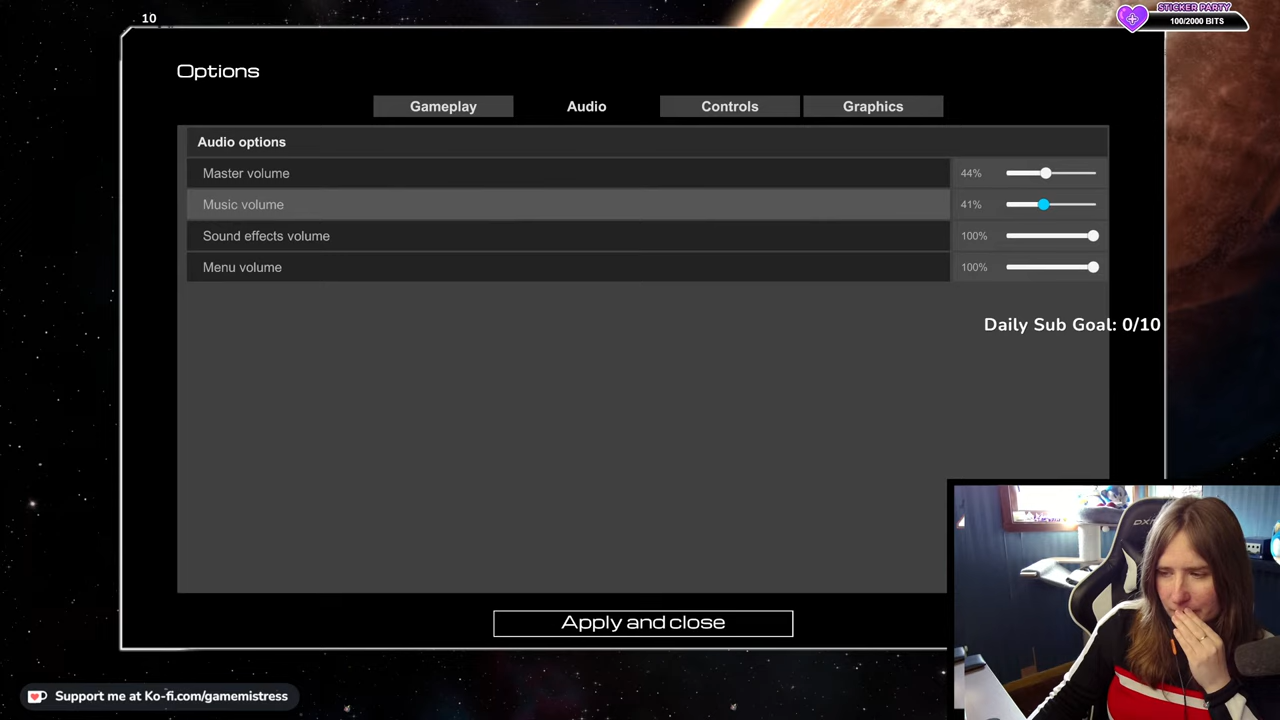 10
STICKER PARTY
100/2000 BITS
Options
Gameplay
Audio
Controls
Graphics
Audio options
Master volume
44%
Music volume
41%
Sound effects volume
100%
Menu volume
100%
Daily Sub Goal: 0/10
Apply and close
Support me at Ko-fi.com/gamemistress